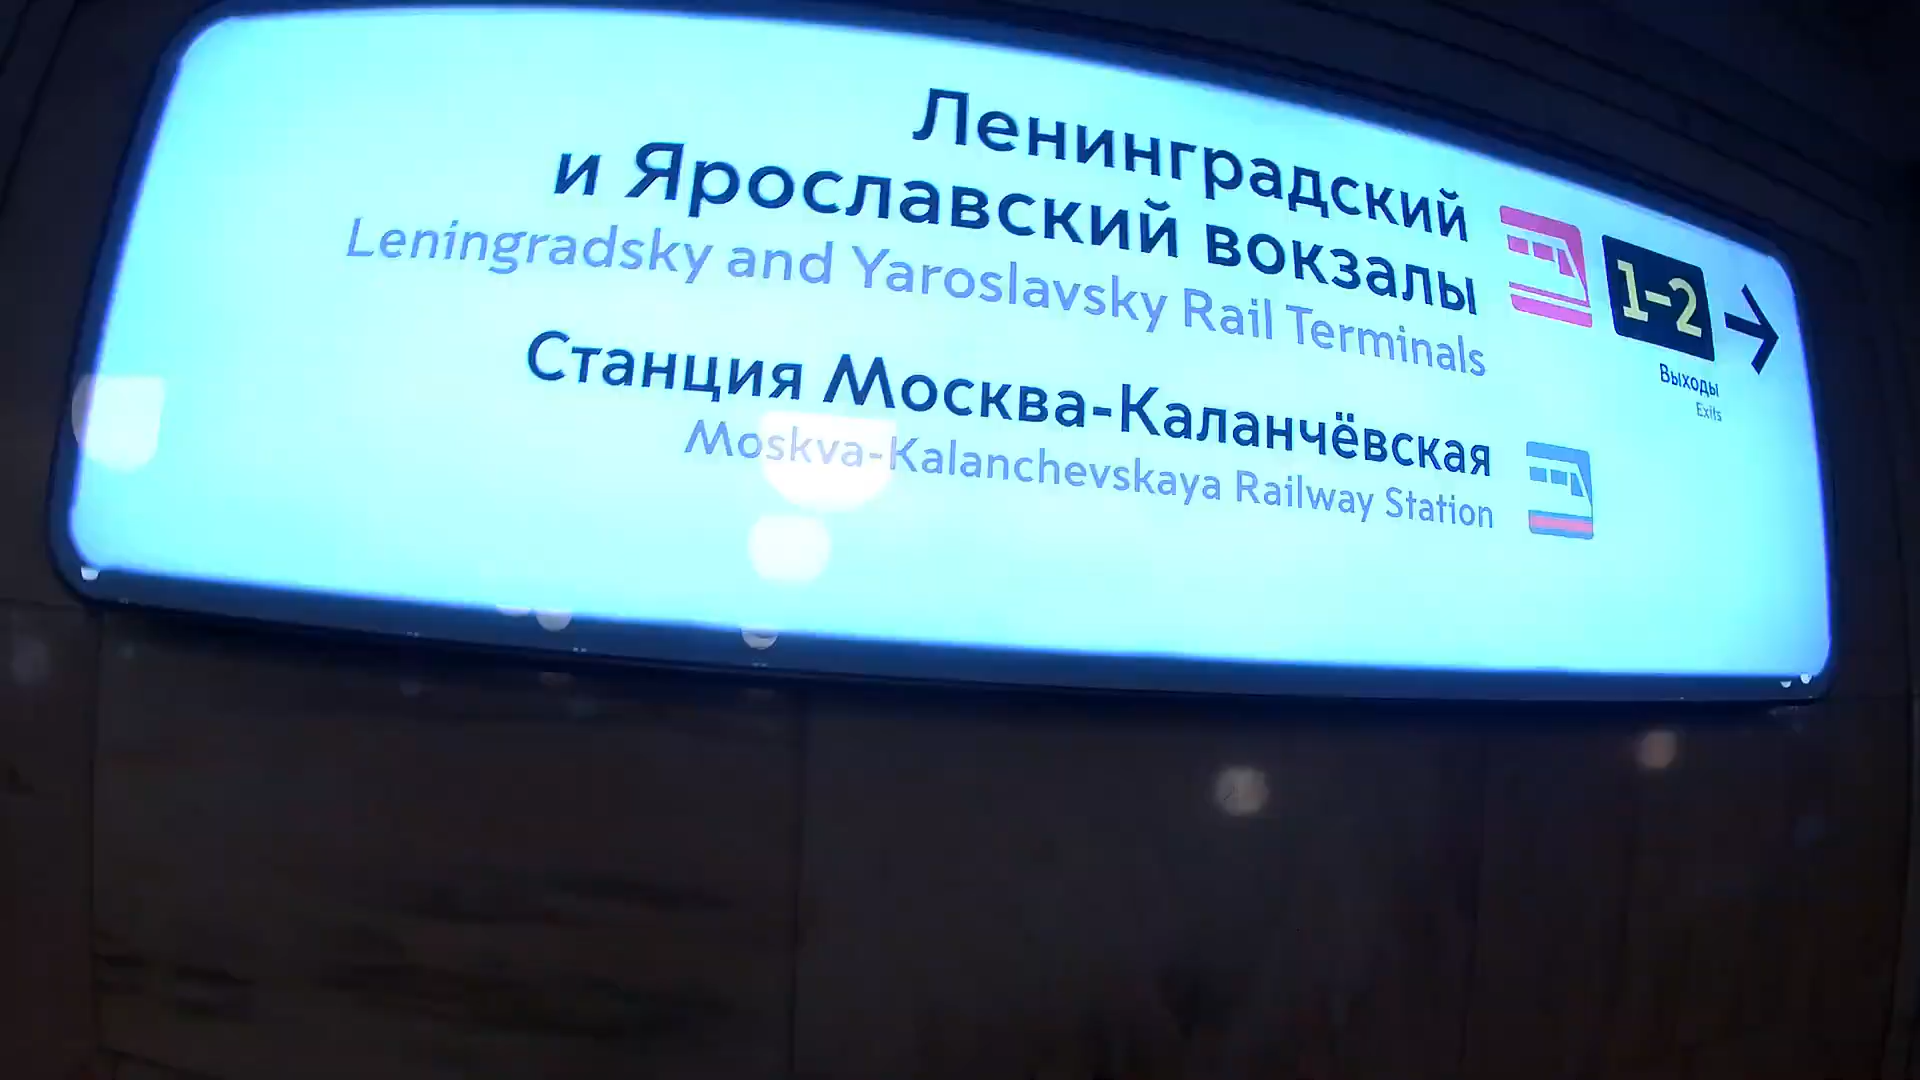 Ленинградский
и Ярославский вокзалы
Leningradsky and Yaroslavsky Rail Terminals
1-2
Выходы
Exits
Станция Москва-Каланчёвская
Moskva-Kalanchevskaya Railway Station